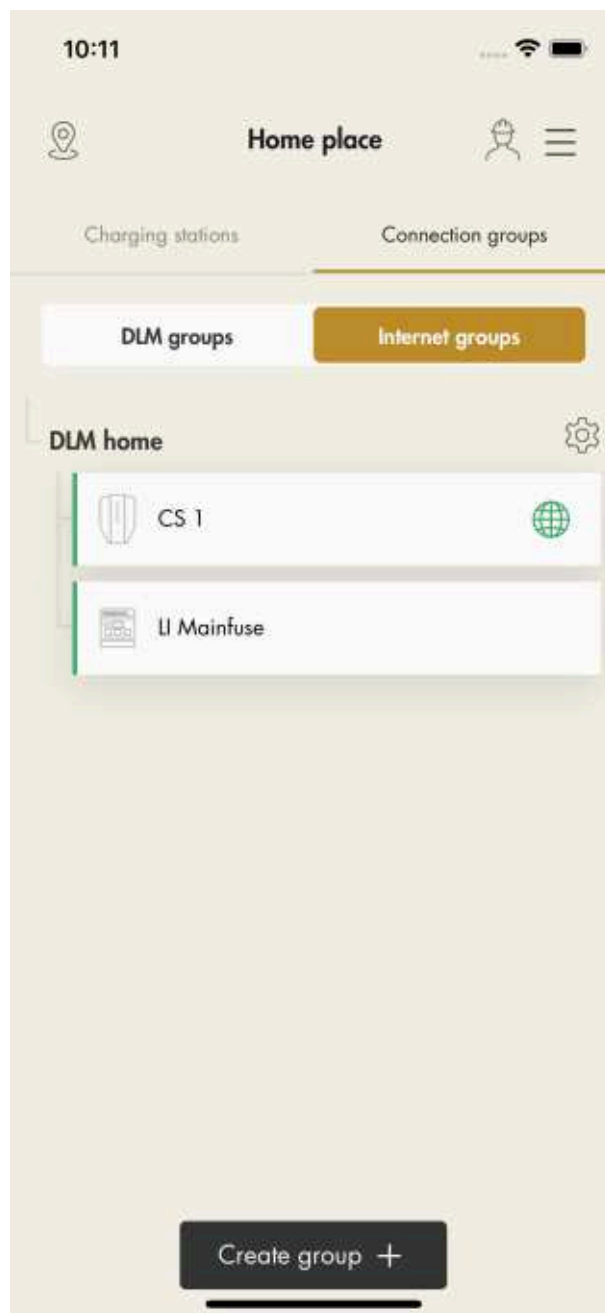 10:11
Home place
Charging stations Connection groups
DLM groups Internet groups
DLM home
CS 1
LI Mainfuse
Create group +